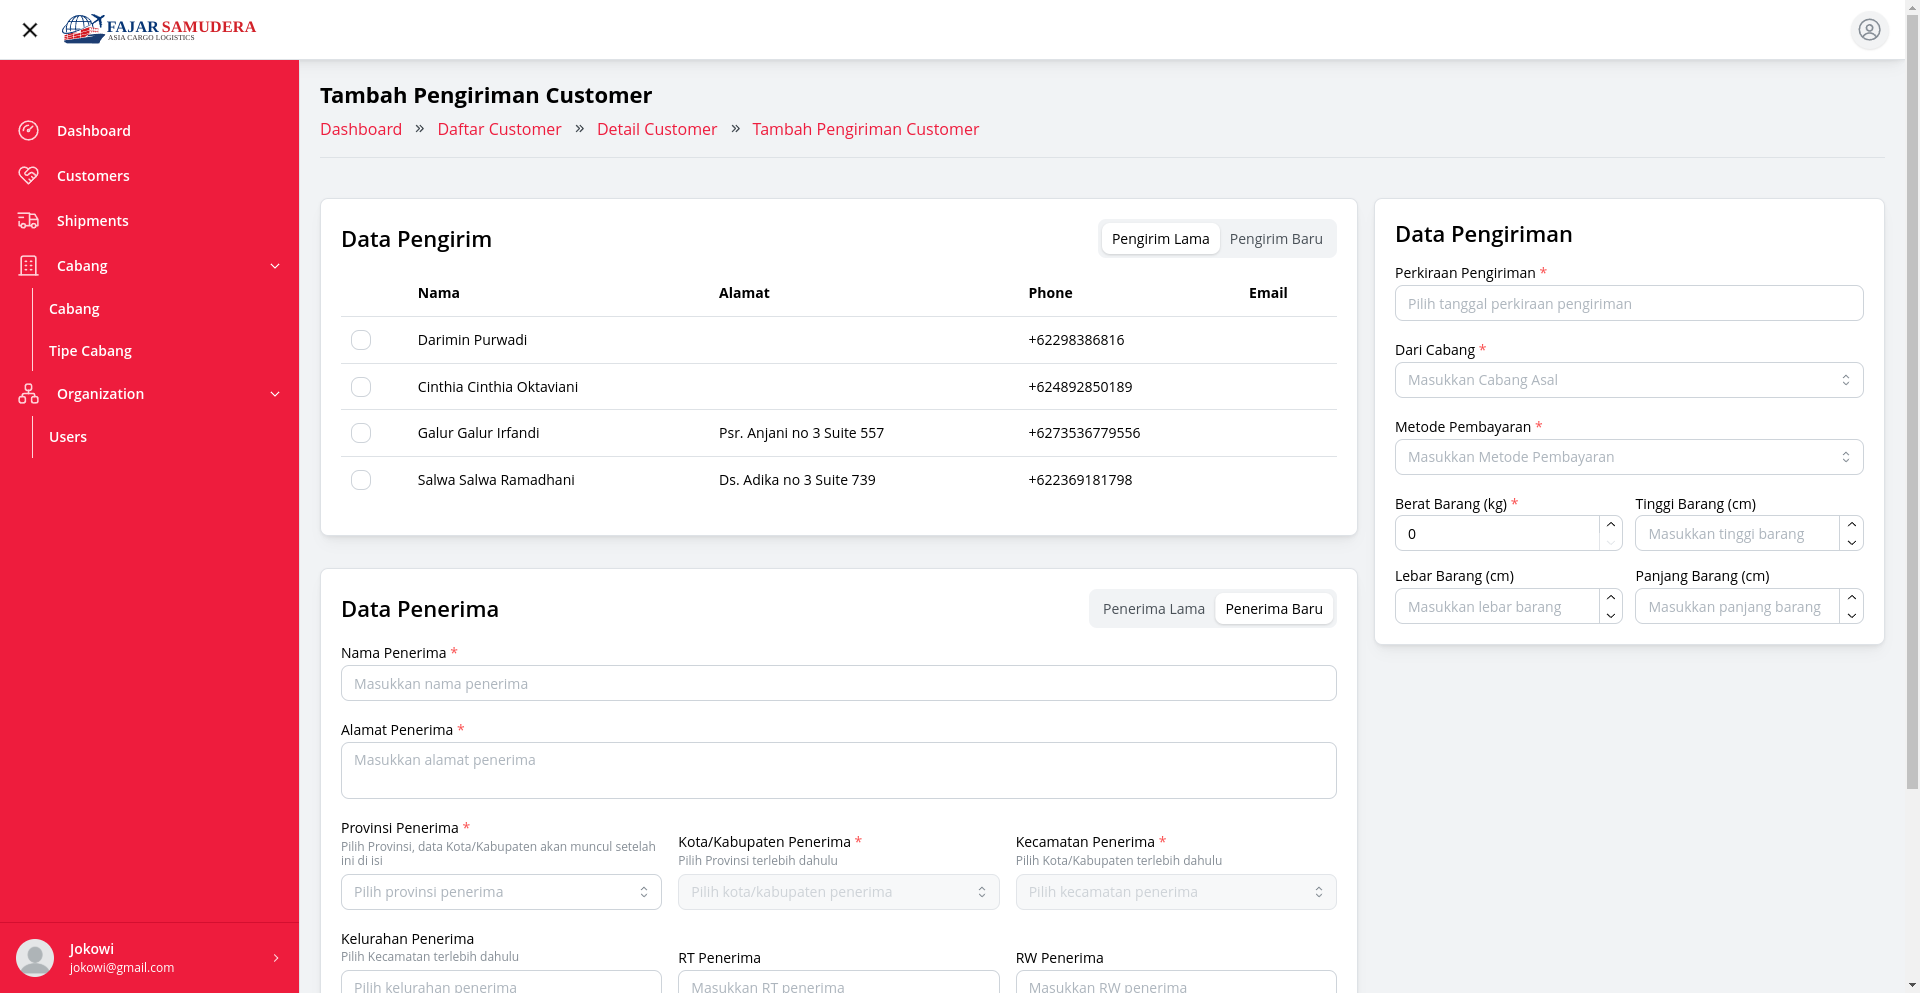 FAJAR SAMUDERA
ASIA CARGO LOGISTICS
Dashboard
Customers
Shipments
Cabang
Cabang
Tipe Cabang
Organization
Users
Jokowi
jokowi@gmail.com
Tambah Pengiriman Customer
Dashboard » Daftar Customer » Detail Customer » Tambah Pengiriman Customer
Data Pengirim
Pengirim Lama Pengirim Baru
Nama Alamat Phone Email
Darimin Purwadi +62298386816
Cinthia Cinthia Oktaviani +624892850189
Galur Galur Irfandi Psr. Anjani no 3 Suite 557 +6273536779556
Salwa Salwa Ramadhani Ds. Adika no 3 Suite 739 +622369181798
Data Penerima
Penerima Lama Penerima Baru
Nama Penerima *
Masukkan nama penerima
Alamat Penerima *
Masukkan alamat penerima
Provinsi Penerima *
Pilih Provinsi, data Kota/Kabupaten akan muncul setelah
ini di isi
Pilih provinsi penerima
Kota/Kabupaten Penerima *
Pilih Provinsi terlebih dahulu
Pilih kota/kabupaten penerima
Kecamatan Penerima *
Pilih Kota/Kabupaten terlebih dahulu
Pilih kecamatan penerima
Kelurahan Penerima
Pilih Kecamatan terlebih dahulu
Pilih kelurahan penerima
RT Penerima
Masukkan RT penerima
RW Penerima
Masukkan RW penerima
Data Pengiriman
Perkiraan Pengiriman *
Pilih tanggal perkiraan pengiriman
Dari Cabang *
Masukkan Cabang Asal
Metode Pembayaran *
Masukkan Metode Pembayaran
Berat Barang (kg) *
0
Tinggi Barang (cm)
Masukkan tinggi barang
Lebar Barang (cm)
Masukkan lebar barang
Panjang Barang (cm)
Masukkan panjang barang